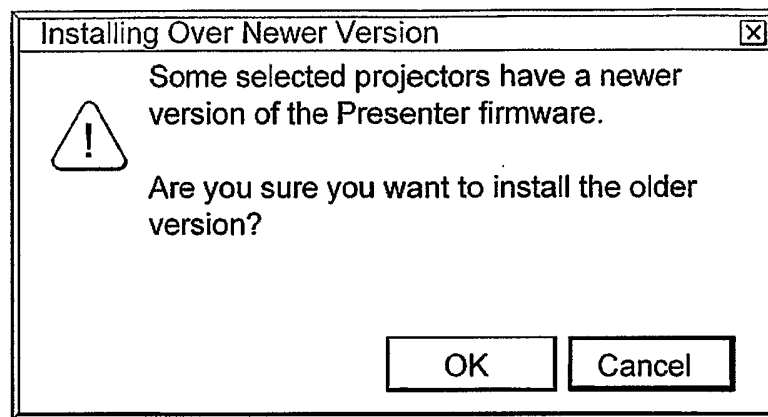 Installing Over Newer Version
Some selected projectors have a newer
version of the Presenter firmware.
Are you sure you want to install the older
version?
OK Cancel